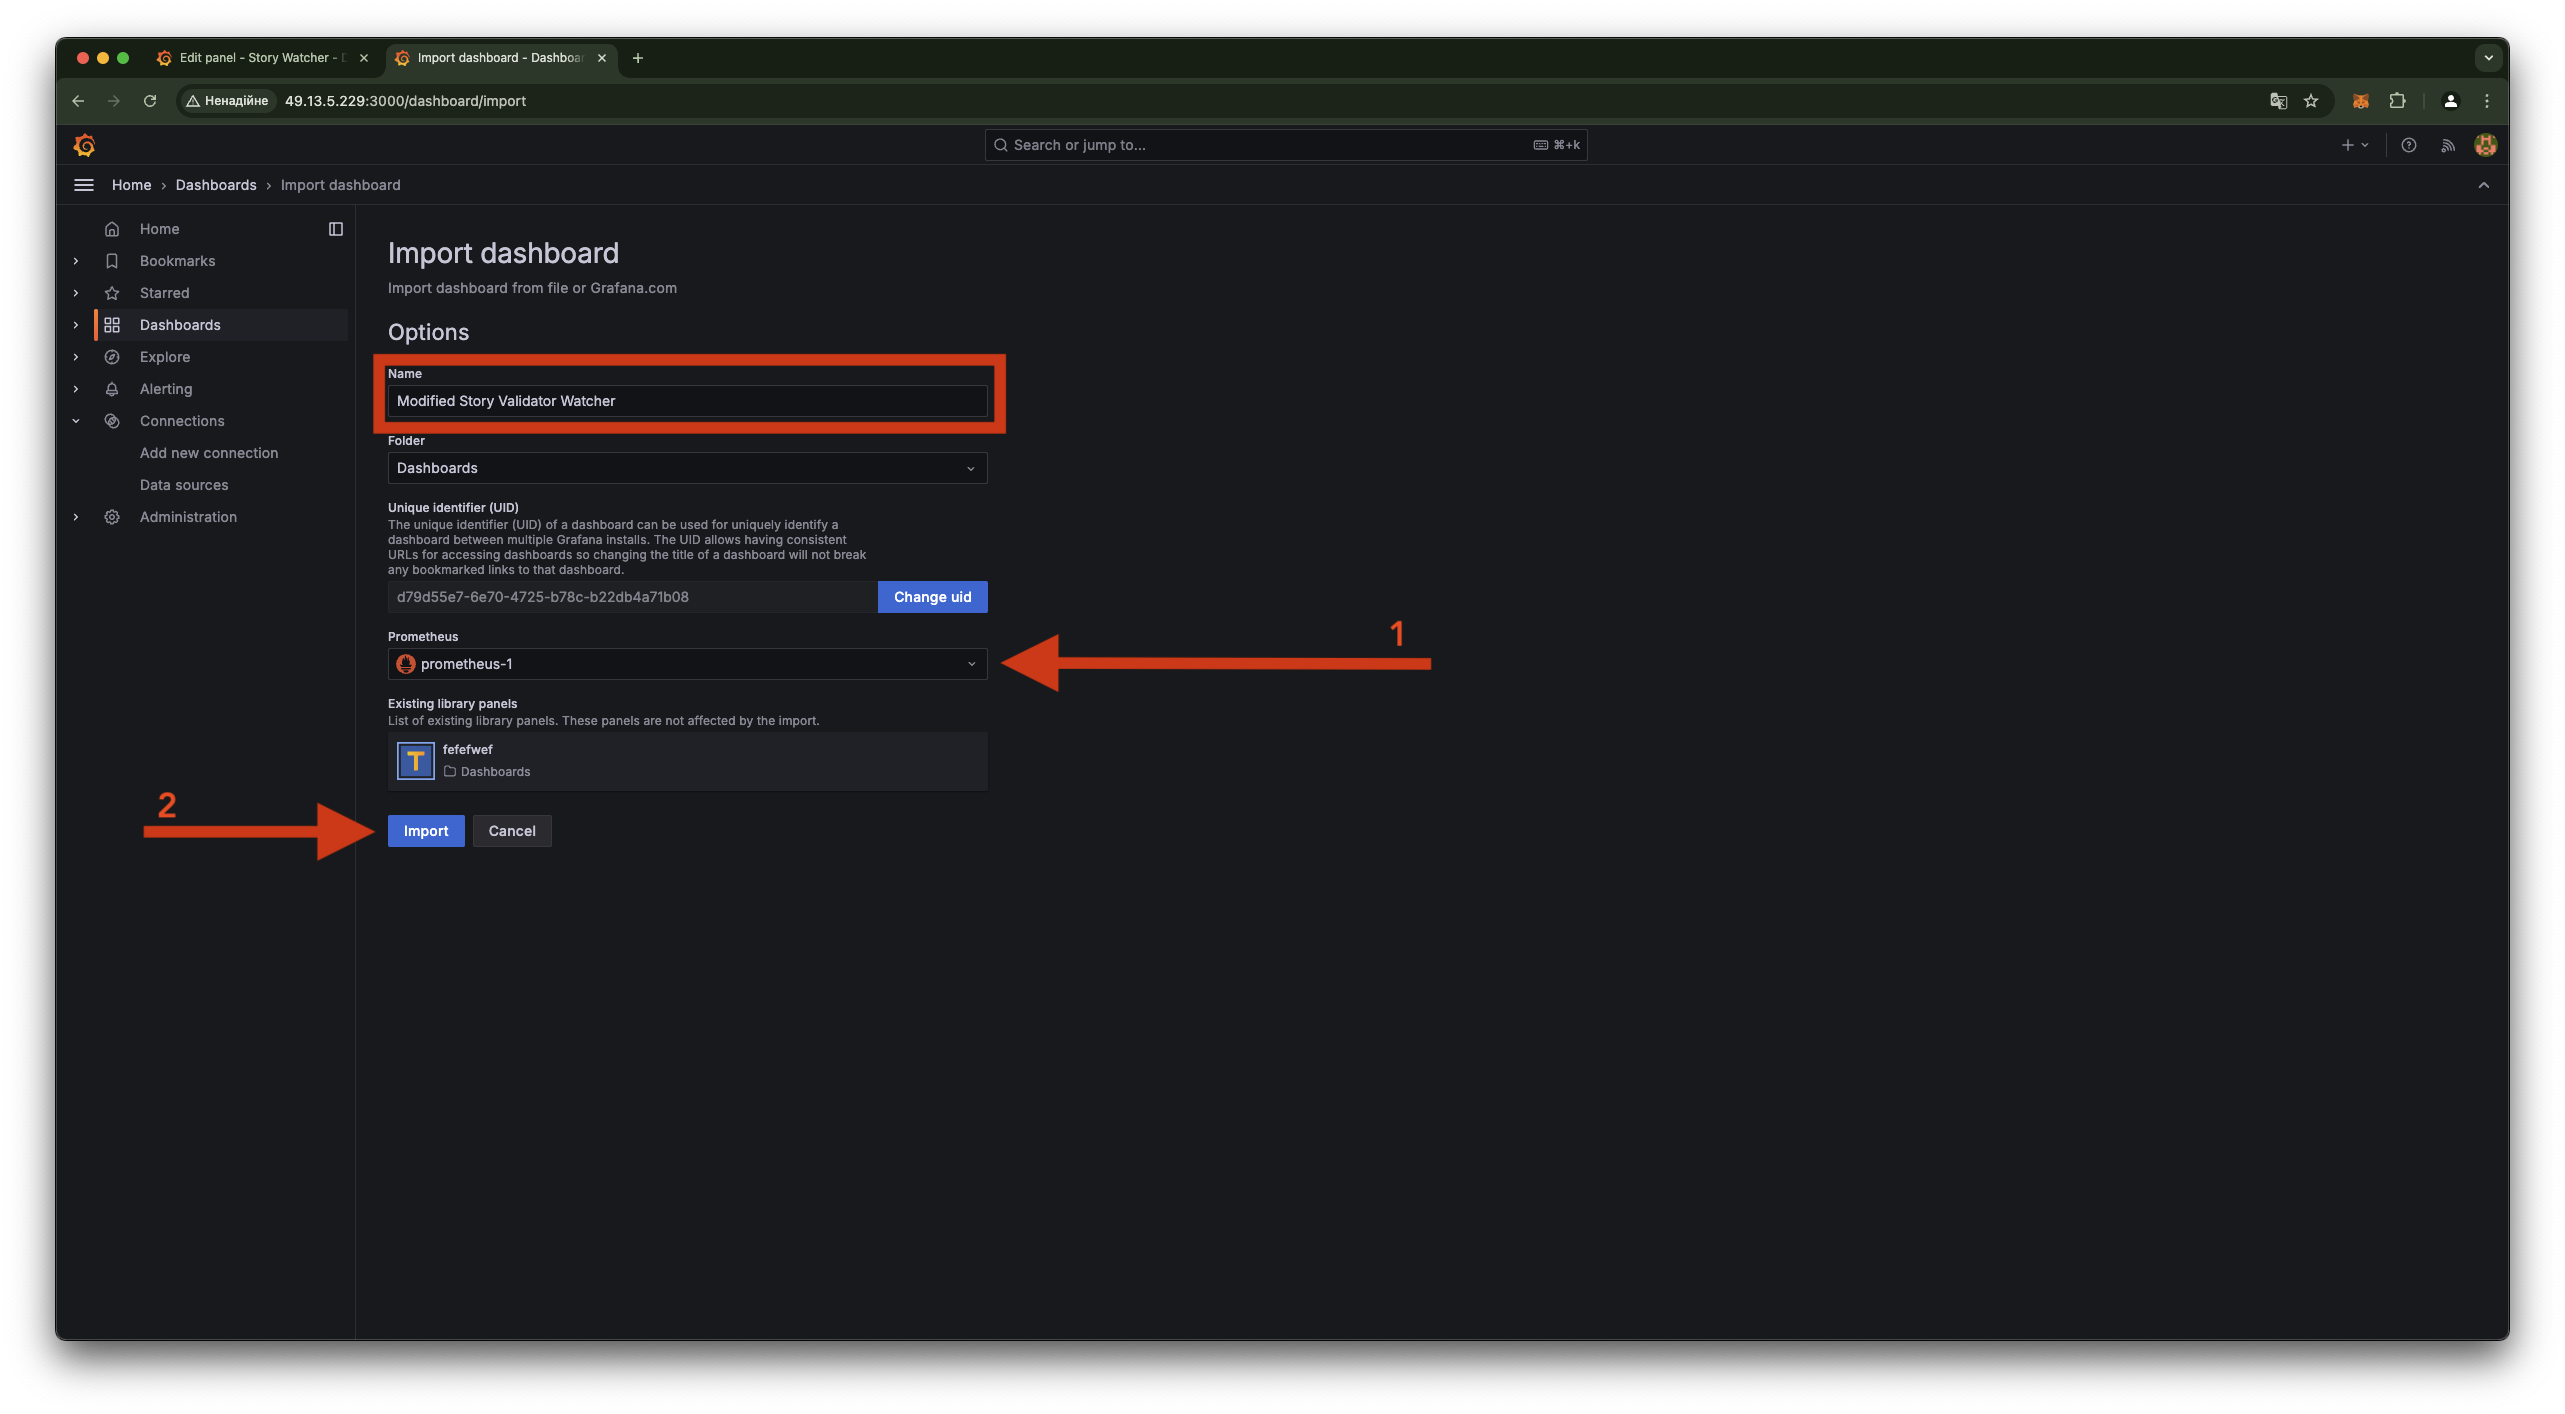 Edit panel - Story Watcher - D
Import dashboard - Dashboar
Ненадійне
49.13.5.229:3000/dashboard/import
Search or jump to...
⌘+k
Home › Dashboards › Import dashboard
Home
Bookmarks
Starred
Dashboards
Explore
Alerting
Connections
Add new connection
Data sources
Administration
Import dashboard
Import dashboard from file or Grafana.com
Options
Name
Modified Story Validator Watcher
Folder
Dashboards
Unique identifier (UID)
The unique identifier (UID) of a dashboard can be used for uniquely identify a
dashboard between multiple Grafana installs. The UID allows having consistent
URLs for accessing dashboards so changing the title of a dashboard will not break
any bookmarked links to that dashboard.
d79d55e7-6e70-4725-b78c-b22db4a71b08
Change uid
1
Prometheus
prometheus-1
Existing library panels
List of existing library panels. These panels are not affected by the import.
T
fefefwef
Dashboards
2
Import
Cancel